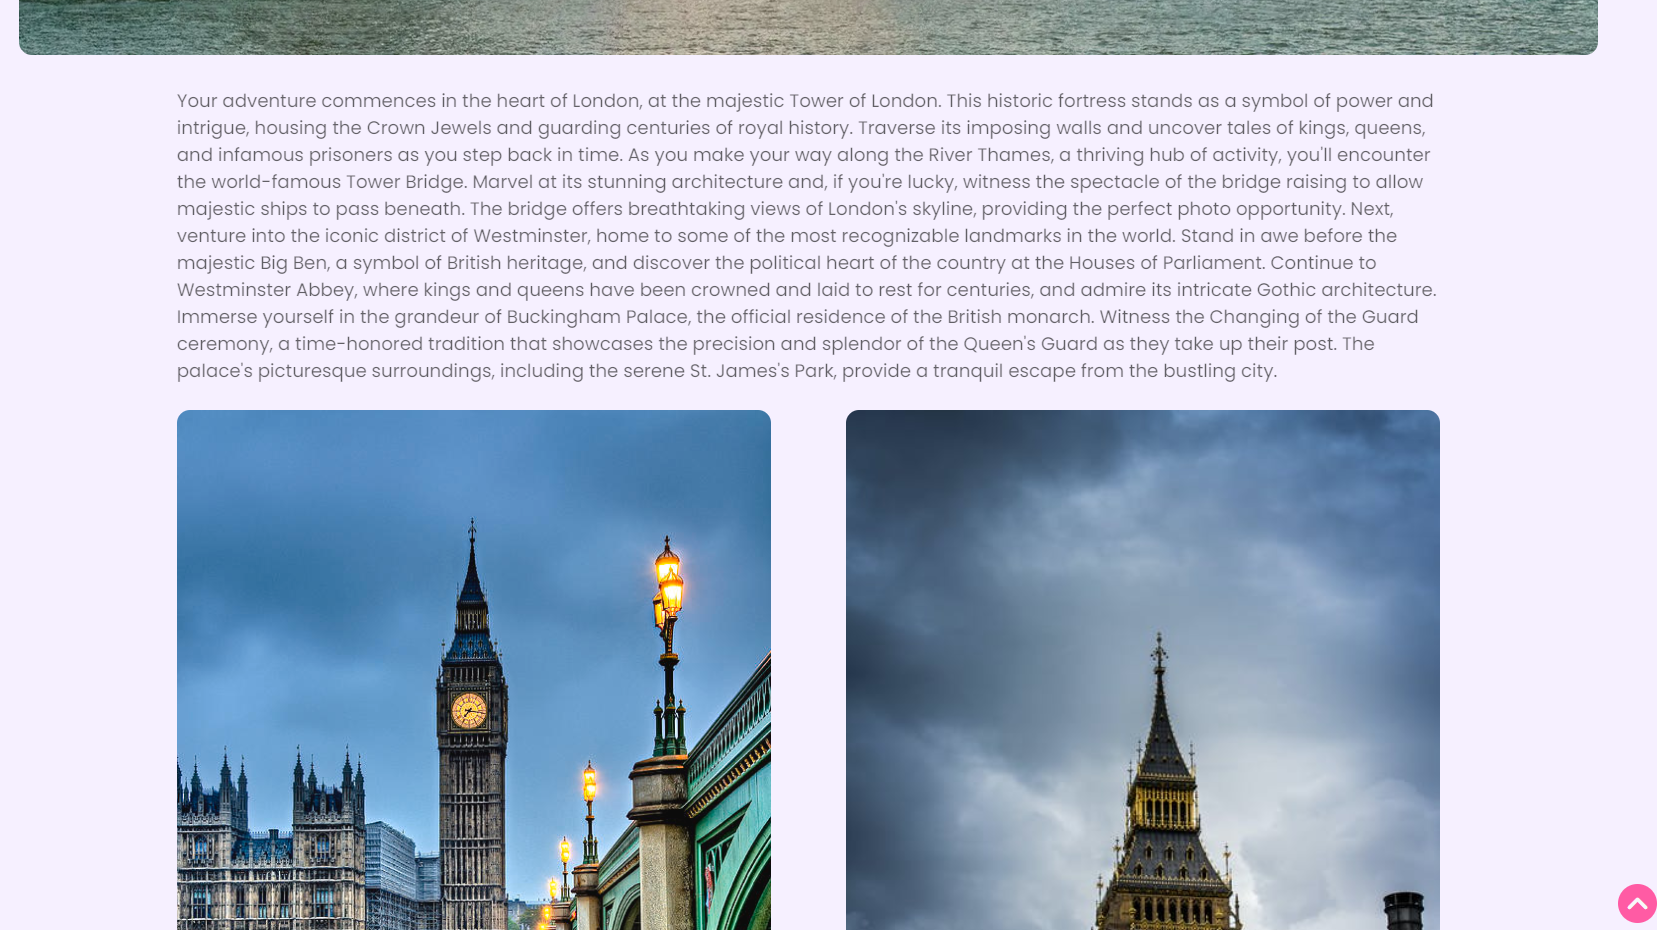 Your adventure commences in the heart of London, at the majestic Tower of London. This historic fortress stands as a symbol of power and
intrigue, housing the Crown Jewels and guarding centuries of royal history. Traverse its imposing walls and uncover tales of kings, queens,
and infamous prisoners as you step back in time. As you make your way along the River Thames, a thriving hub of activity, you'll encounter
the world-famous Tower Bridge. Marvel at its stunning architecture and, if you're lucky, witness the spectacle of the bridge raising to allow
majestic ships to pass beneath. The bridge offers breathtaking views of London's skyline, providing the perfect photo opportunity. Next,
venture into the iconic district of Westminster, home to some of the most recognizable landmarks in the world. Stand in awe before the
majestic Big Ben, a symbol of British heritage, and discover the political heart of the country at the Houses of Parliament. Continue to
Westminster Abbey, where kings and queens have been crowned and laid to rest for centuries, and admire its intricate Gothic architecture.
Immerse yourself in the grandeur of Buckingham Palace, the official residence of the British monarch. Witness the Changing of the Guard
ceremony, a time-honored tradition that showcases the precision and splendor of the Queen's Guard as they take up their post. The
palace's picturesque surroundings, including the serene St. James's Park, provide a tranquil escape from the bustling city.